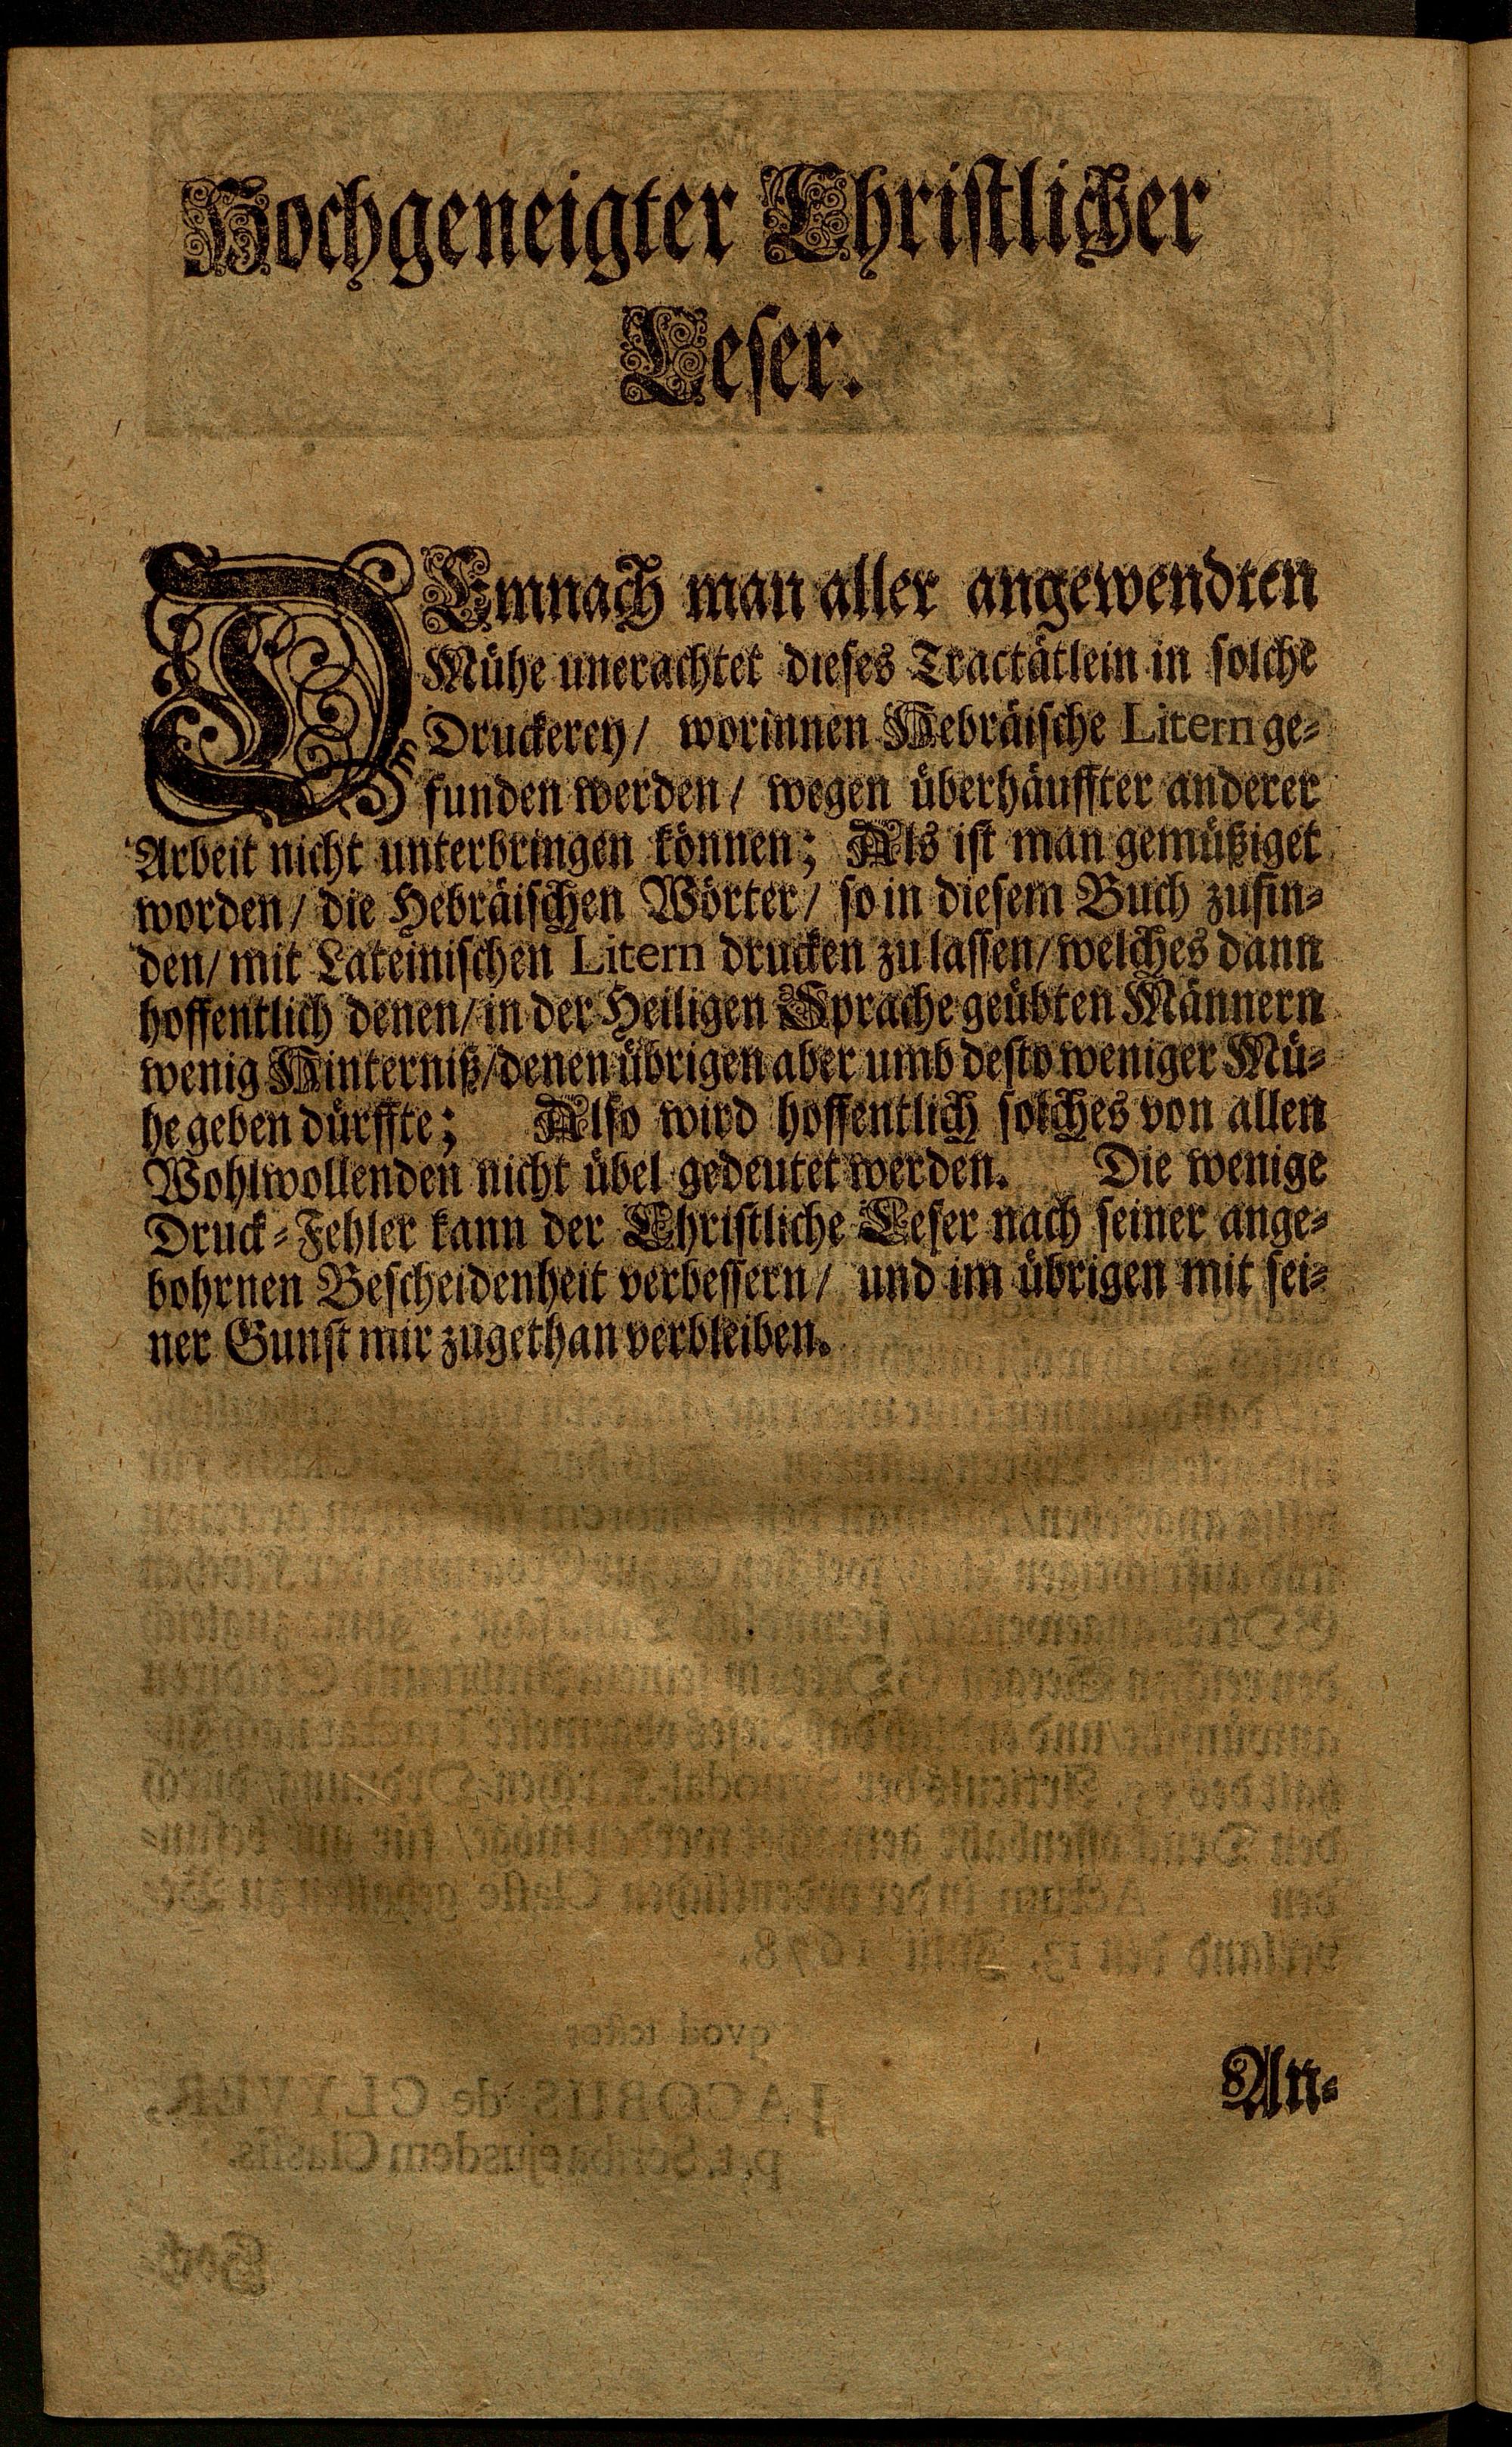 Hochgeneigter Christlicher
Leser.
DEmnach man aller angewendten
Mühe unerachtet dieses Tractätlein in solche
Druckerey/ worinnen Hebräische Litern ge-
funden werden/ wegen überhäuffter anderer
Arbeit nicht unterbringen können; Als ist man gemüßiget
worden/ die Hebräischen Wörter/ so in diesem Buch zufin-
den/ mit Lateinischen Litern drucken zu lassen/ welches dann
hoffentlich denen/ in der Heiligen Sprache geübten Männern
wenig Hinterniß/ denen übrigen aber umb desto weniger Mü-
he geben dürffte; Also wird hoffentlich solches von allen
Wohlwollenden nicht übel gedeutet werden. Die wenige
Druck-Fehler kann der Christliche Leser nach seiner ange-
bohrnen Bescheidenheit verbessern/ und im übrigen mit sei-
ner Gunst mir zugethan verbleiben.
An-